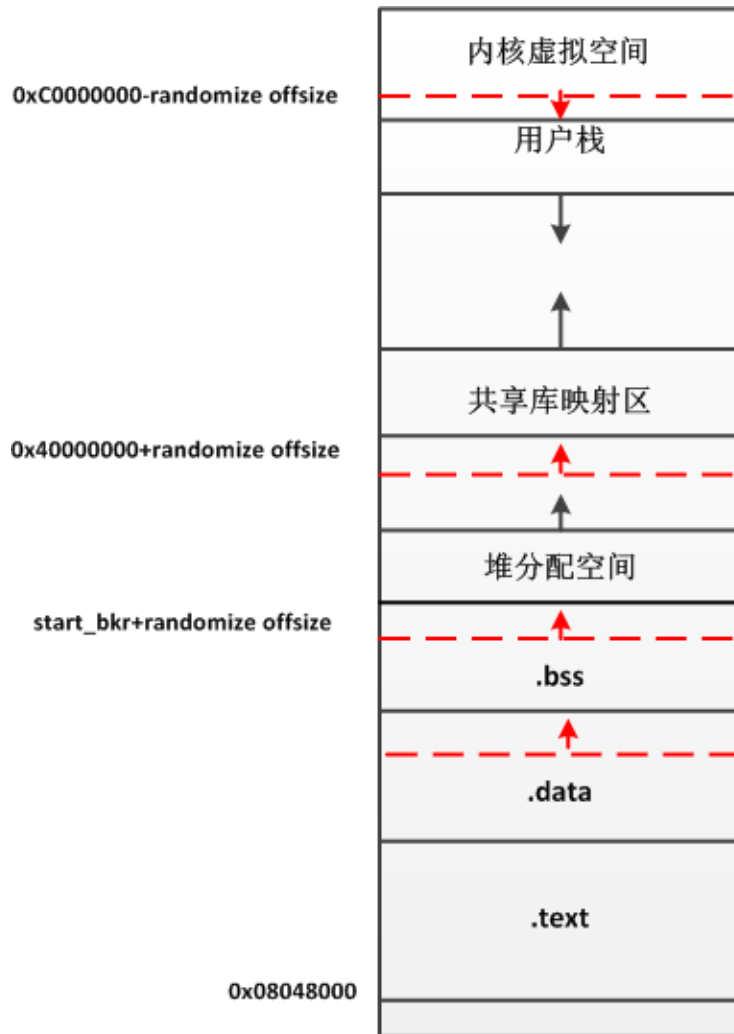 内核虚拟空间
0xC0000000-randomize offsize
用户栈
共享库映射区
0x40000000+randomize offsize
堆分配空间
start_bkr+randomize offsize
.bss
.data
.text
0x08048000